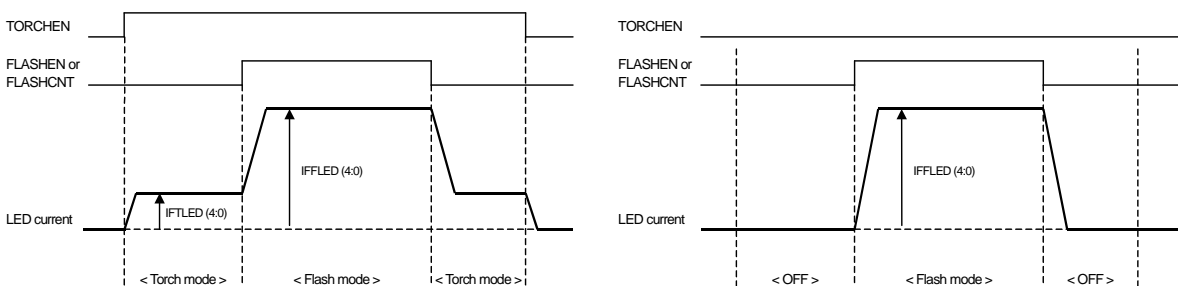 TORCHEN
FLASHEN or
FLASHCNT
IFFLED (4:0)
IFTLED (4:0)
LED current
< Torch mode >
< Flash mode >
< Torch mode >
TORCHEN
FLASHEN or
FLASHCNT
IFFLED (4:0)
LED current
< OFF >
< Flash mode >
< OFF >